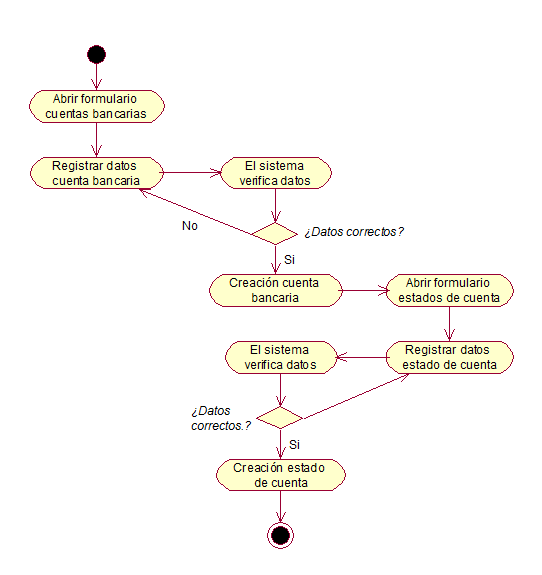 Abrir formulario
cuentas bancarias
Registrar datos
cuenta bancaria
El sistema
verifica datos
No
¿Datos correctos?
Si
Creación cuenta
bancaria
Abrir formulario
estados de cuenta
El sistema
verifica datos
Registrar datos
estado de cuenta
¿Datos
correctos.?
Si
Creación estado
de cuenta